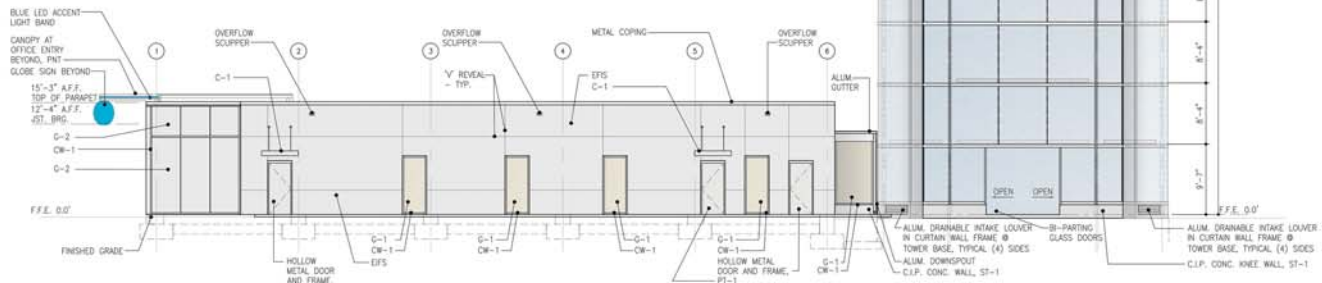 BLUE LED ACCENT
LIGHT BAND
CANOPY AT
OFFICE ENTRY
BEYOND, PNT
GLOBE SIGN BEYOND
15'-3" A.F.F.
TOP OF PARAPET
12'-4" A.F.F.
JST. BRG.
G-2
CW-1
G-2
F.F.E. 0.0'
FINISHED GRADE
1
OVERFLOW
SCUPPER
2
C-1
3
OVERFLOW
SCUPPER
'V' REVEAL
- TYP.
4
METAL COPING
EFIS
C-1
5
OVERFLOW
SCUPPER
6
ALUM.
GUTTER
HOLLOW
METAL DOOR
AND FRAME,
EFIS
G-1
CW-1
G-1
CW-1
G-1
CW-1
HOLLOW METAL
DOOR AND FRAME,
PT-1
G-1
CW-1
G-1
CW-1
ALUM. DRAINABLE INTAKE LOUVER
IN CURTAIN WALL FRAME @
TOWER BASE, TYPICAL (4) SIDES
ALUM. DOWNSPOUT
C.I.P. CONC. WALL, ST-1
OPEN OPEN
BI-PARTING
GLASS DOORS
8'-4"
8'-4"
9'-7"
F.F.E. 0.0'
ALUM. DRAINABLE INTAKE LOUVER
IN CURTAIN WALL FRAME @
TOWER BASE, TYPICAL (4) SIDES
C.I.P. CONC. KNEE WALL, ST-1